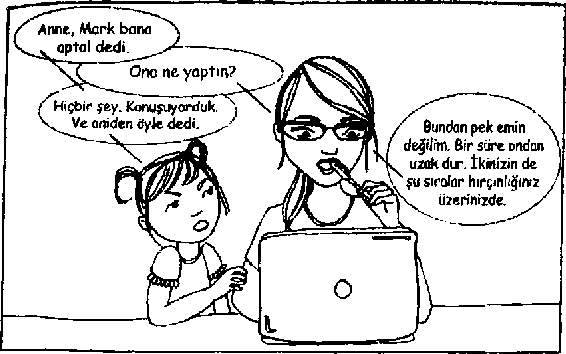 Anne, Mark bana
aptal dedi.
Ona ne yaptın?
Hiçbir şey. Konuşuyorduk.
Ve aniden öyle dedi.
Bundan pek emin
değilim. Bir süre ondan
uzak dur. İkinizin de
şu sıralar hırçınlığınız
üzerinizde.